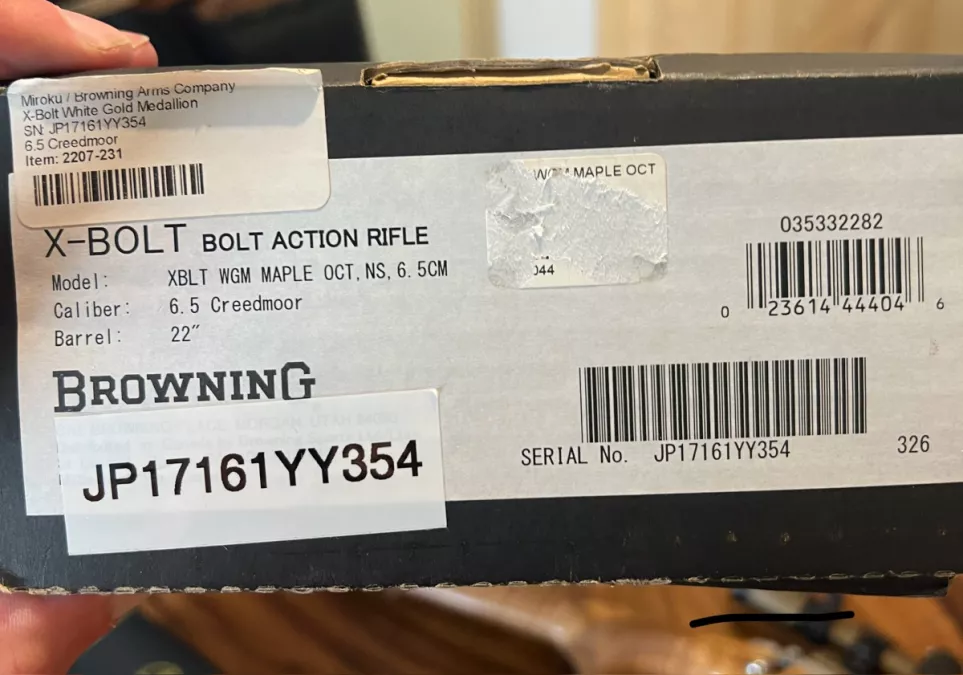 Miroku / Browning Arms Company
X-Bolt White Gold Medallion
SN: JP17161YY354
6.5 Creedmoor
Item: 2207-231
X-BOLT BOLT ACTION RIFLE
Model: XBLT WGM MAPLE OCT, NS, 6.5CM
Caliber: 6.5 Creedmoor
Barrel: 22"
BROWNING
JP17161YY354
WGM MAPLE OCT
044
035332282
0 23614 44404 6
SERIAL No. JP17161YY354
326